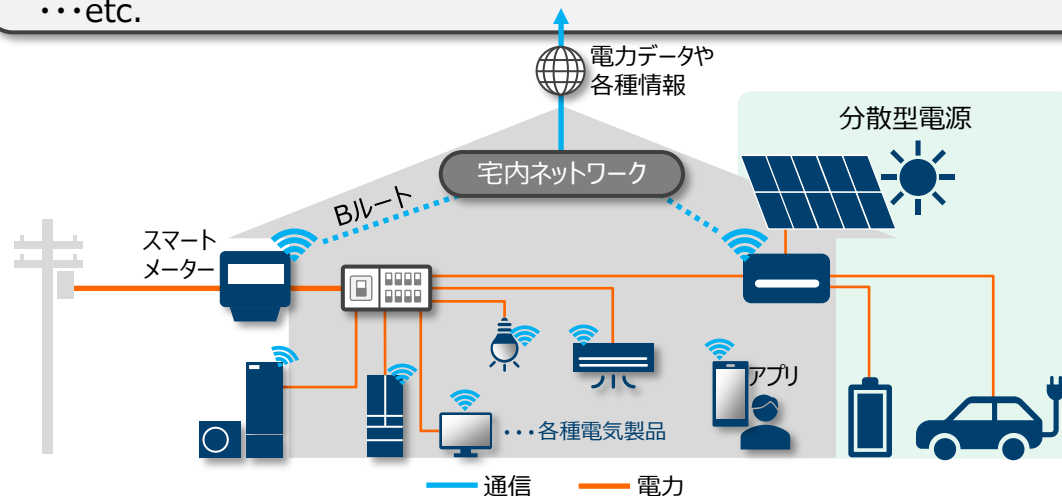 ･･･etc.
電力データや
各種情報
分散型電源
宅内ネットワーク
Bルート
スマート
メーター
アプリ
･･･各種電気製品
通信
電力